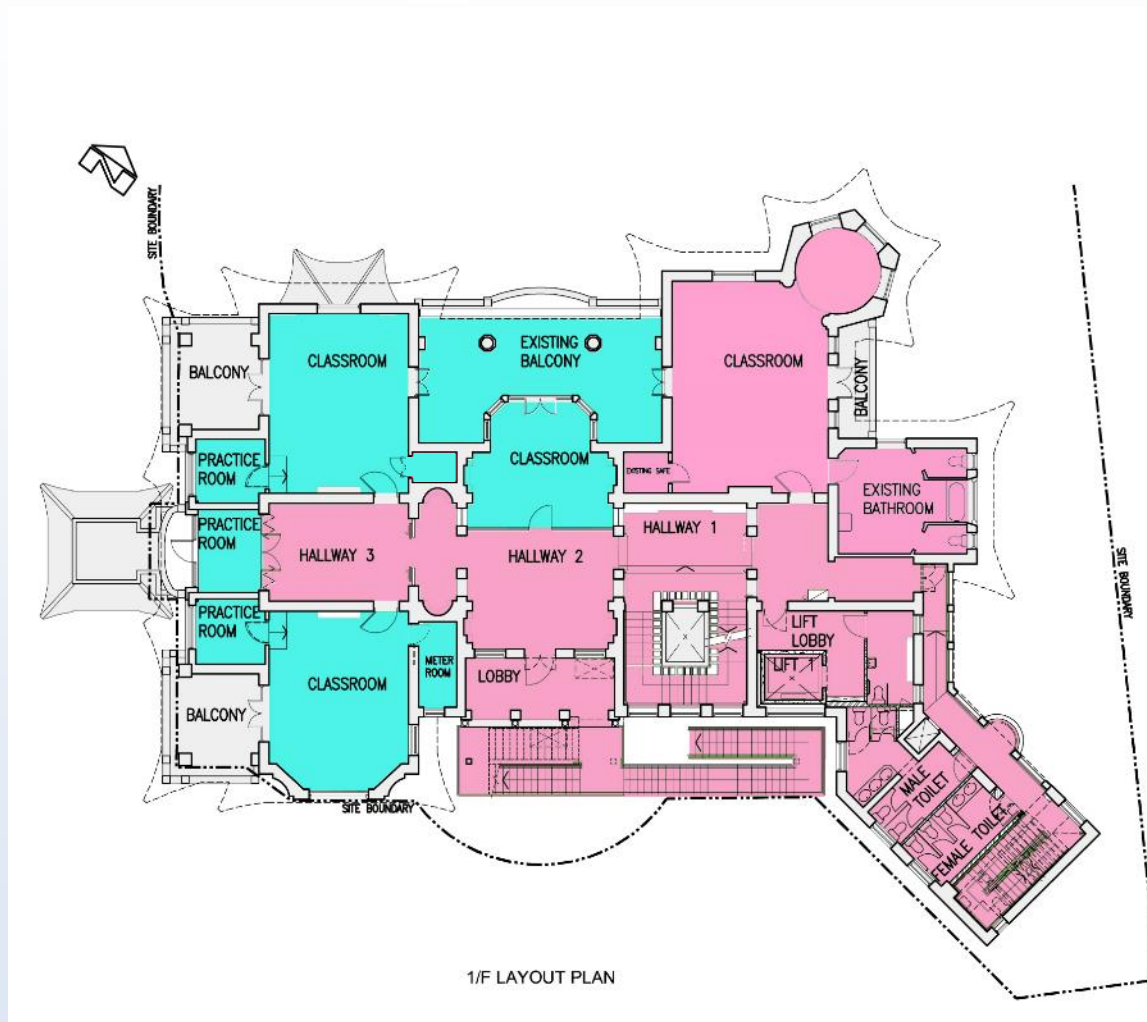 SITE BOUNDARY
BALCONY
CLASSROOM
EXISTING
BALCONY
CLASSROOM
BALCONY
PRACTICE
ROOM
CLASSROOM
EXISTING SAFE
EXISTING
BATHROOM
PRACTICE
ROOM
HALLWAY 3
HALLWAY 2
HALLWAY 1
SITE BOUNDARY
PRACTICE
ROOM
CLASSROOM
METER
ROOM
LOBBY
LIFT
LOBBY
LIFT 1
BALCONY
SITE BOUNDARY
MALE
TOILET
FEMALE TOILET
1/F LAYOUT PLAN